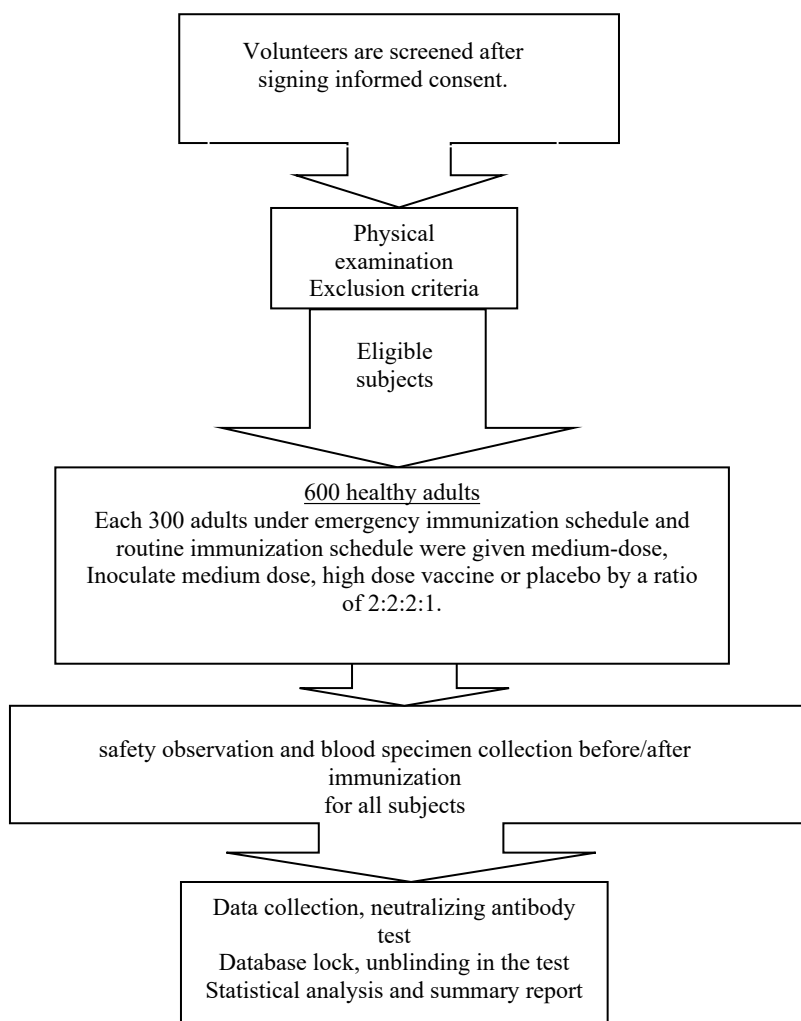 Volunteers are screened after
signing informed consent.
Physical
examination
Exclusion criteria
Eligible
subjects
600 healthy adults
Each 300 adults under emergency immunization schedule and
routine immunization schedule were given medium-dose,
Inoculate medium dose, high dose vaccine or placebo by a ratio
of 2:2:2:1.
safety observation and blood specimen collection before/after
immunization
for all subjects
Data collection, neutralizing antibody
test
Database lock, unblinding in the test
Statistical analysis and summary report